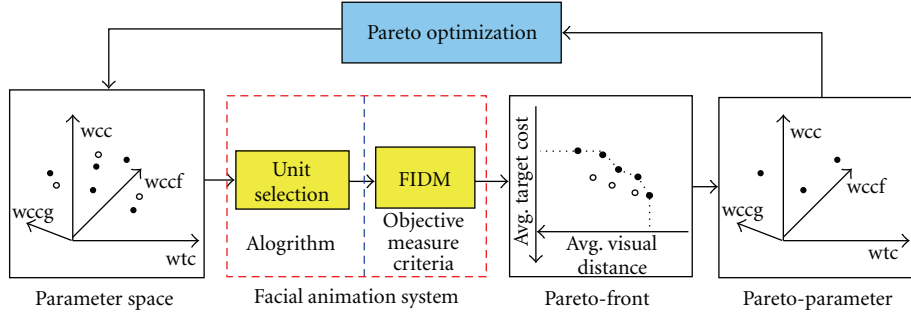 Pareto optimization
wcc
wccf
wccg
wtc
Parameter space
Unit
selection
Alogrithm
FIDM
Objective
measure
criteria
Facial animation system
Avg. target cost
Avg. visual
distance
Pareto-front
wcc
wccf
wccg
wtc
Pareto-parameter